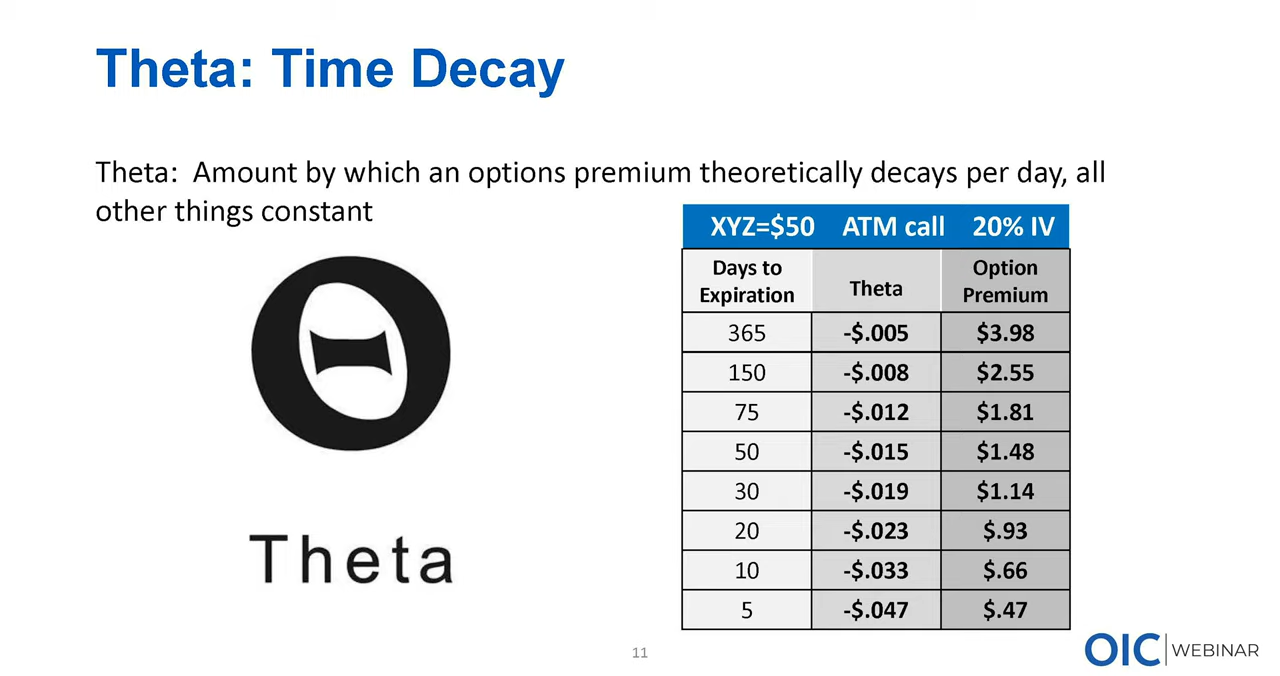 Theta: Time Decay
Theta:  Amount by which an options premium theoretically decays per day, all
other things constant
XYZ=$50 ATM call 20% IV
Days to Expiration Theta Option Premium
365 -$.005 $3.98
150 -$.008 $2.55
75 -$.012 $1.81
50 -$.015 $1.48
30 -$.019 $1.14
20 -$.023 $.93
10 -$.033 $.66
5 -$.047 $.47
Θ
Theta
11
OIC WEBINAR